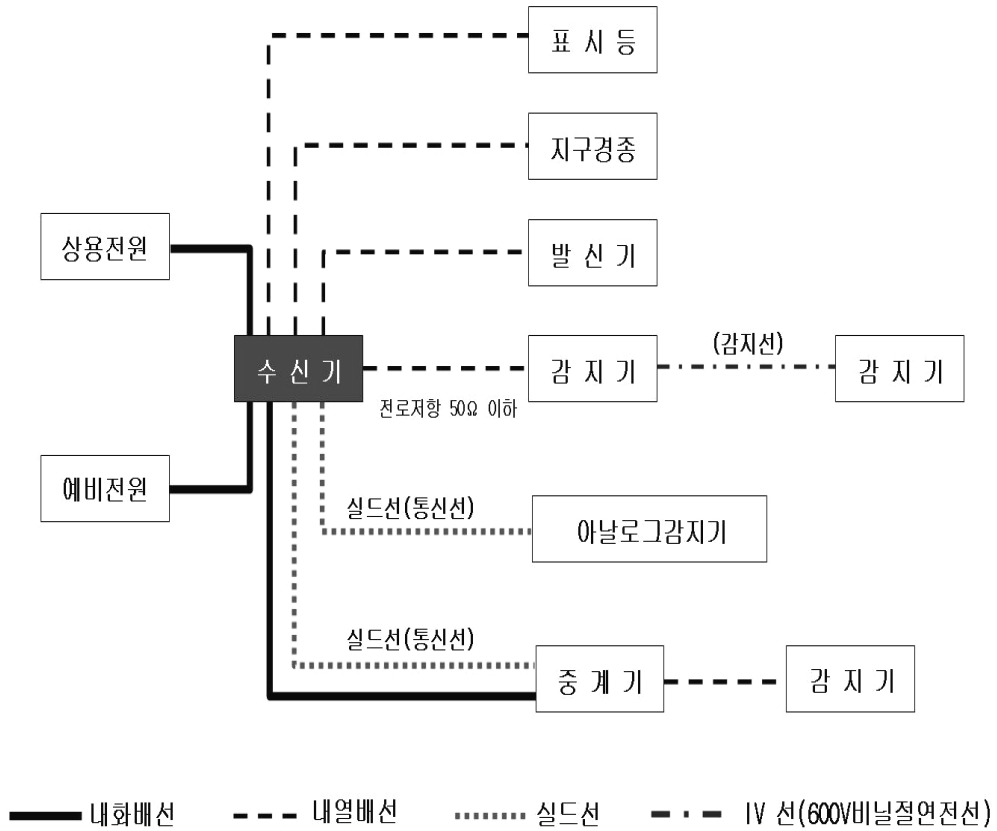 표 시 등
지구경종
상용전원
발 신 기
(감지선)
수 신 기
감 지 기
감 지 기
전로저항 50Ω 이하
예비전원
실드선(통신선)
아날로그감지기
실드선(통신선)
중 계 기
감 지 기
내화배선
내열배선
실드선
IV 선(600V비닐절연전선)